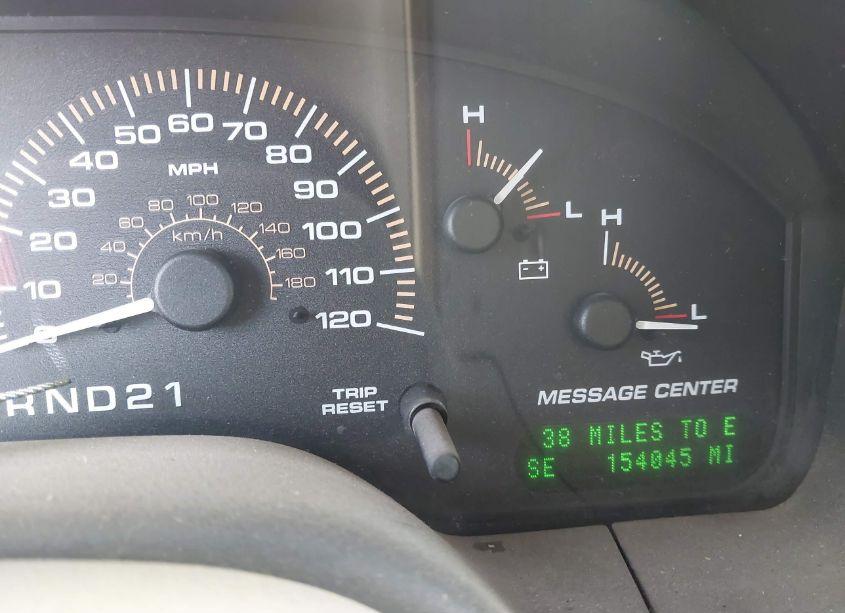 10
20
30
40
50
60
70
80
90
100
110
120
MPH
20
40
60
80
100
120
140
160
180
km/h
RND21
TRIP
RESET
H
L
H
L
MESSAGE CENTER
38 MILES TO E
SE 154045 MI